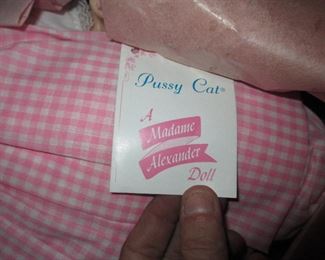 Pussy Cat®
A
Madame
Alexander
Doll